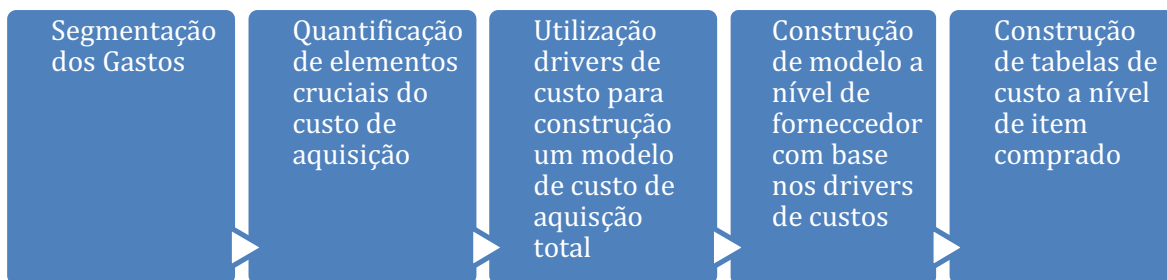 Segmentação
dos Gastos
Quantificação
de elementos
cruciais do
custo de
aquisição
Utilização
drivers de
custo para
construção
um modelo
de custo de
aquisção
total
Construção
de modelo a
nível de
forneccedor
com base
nos drivers
de custos
Construção
de tabelas de
custo a nível
de item
comprado